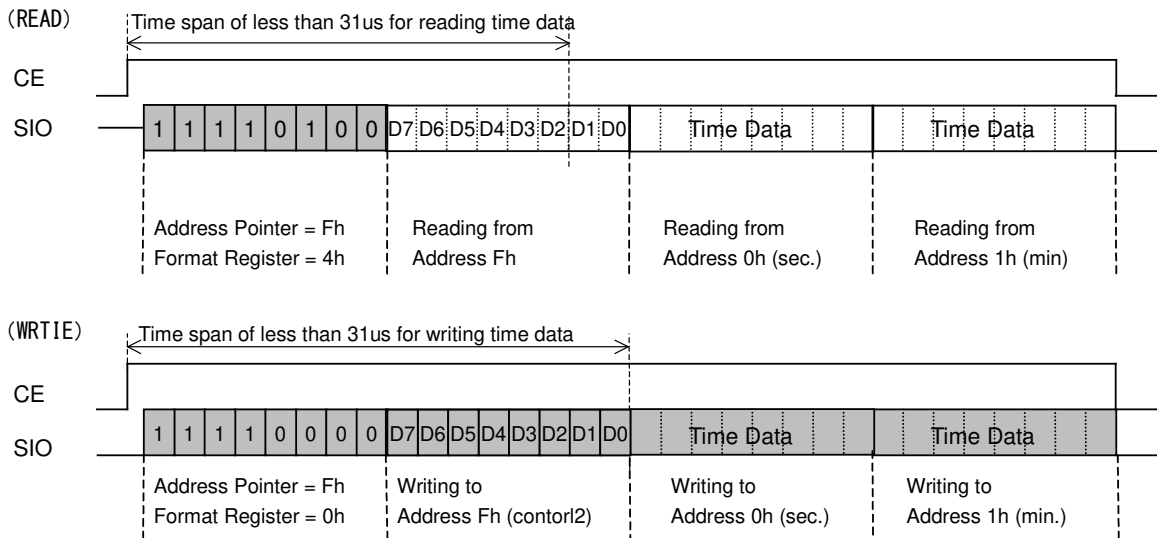 (READ)
Time span of less than 31us for reading time data
CE
SIO 1 1 1 1 0 1 0 0 D7 D6 D5 D4 D3 D2 D1 D0 Time Data Time Data
Address Pointer = Fh Reading from Reading from Reading from
Format Register = 4h Address Fh Address 0h (sec.) Address 1h (min)
(WRTIE)
Time span of less than 31us for writing time data
CE
SIO 1 1 1 1 0 0 0 0 D7 D6 D5 D4 D3 D2 D1 D0 Time Data Time Data
Address Pointer = Fh Writing to Writing to Writing to
Format Register = 0h Address Fh (contorl2) Address 0h (sec.) Address 1h (min.)